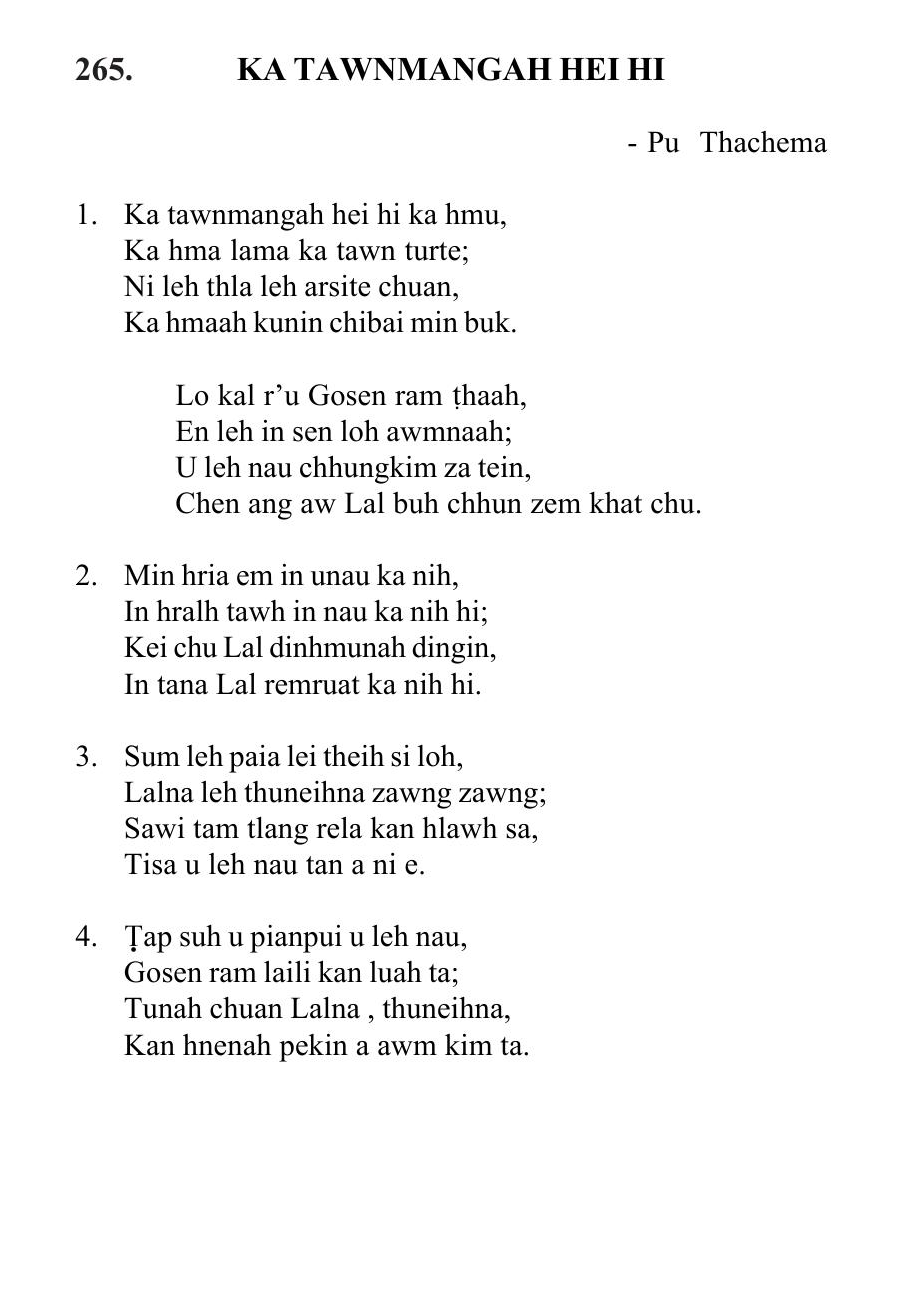 265. KA TAWNMANGAH HEI HI
- Pu Thachema
1. Ka tawnmangah hei hi ka hmu,
Ka hma lama ka tawn turte;
Ni leh thla leh arsite chuan,
Ka hmaah kunin chibai min buk.
Lo kal r’u Gosen ram ṭhaah,
En leh in sen loh awmnaah;
U leh nau chhungkim za tein,
Chen ang aw Lal buh chhun zem khat chu.
2. Min hria em in unau ka nih,
In hralh tawh in nau ka nih hi;
Kei chu Lal dinhmunah dingin,
In tana Lal remruat ka nih hi.
3. Sum leh paia lei theih si loh,
Lalna leh thuneihna zawng zawng;
Sawi tam tlang rela kan hlawh sa,
Tisa u leh nau tan a ni e.
4. Ṭap suh u pianpui u leh nau,
Gosen ram laili kan luah ta;
Tunah chuan Lalna , thuneihna,
Kan hnenah pekin a awm kim ta.